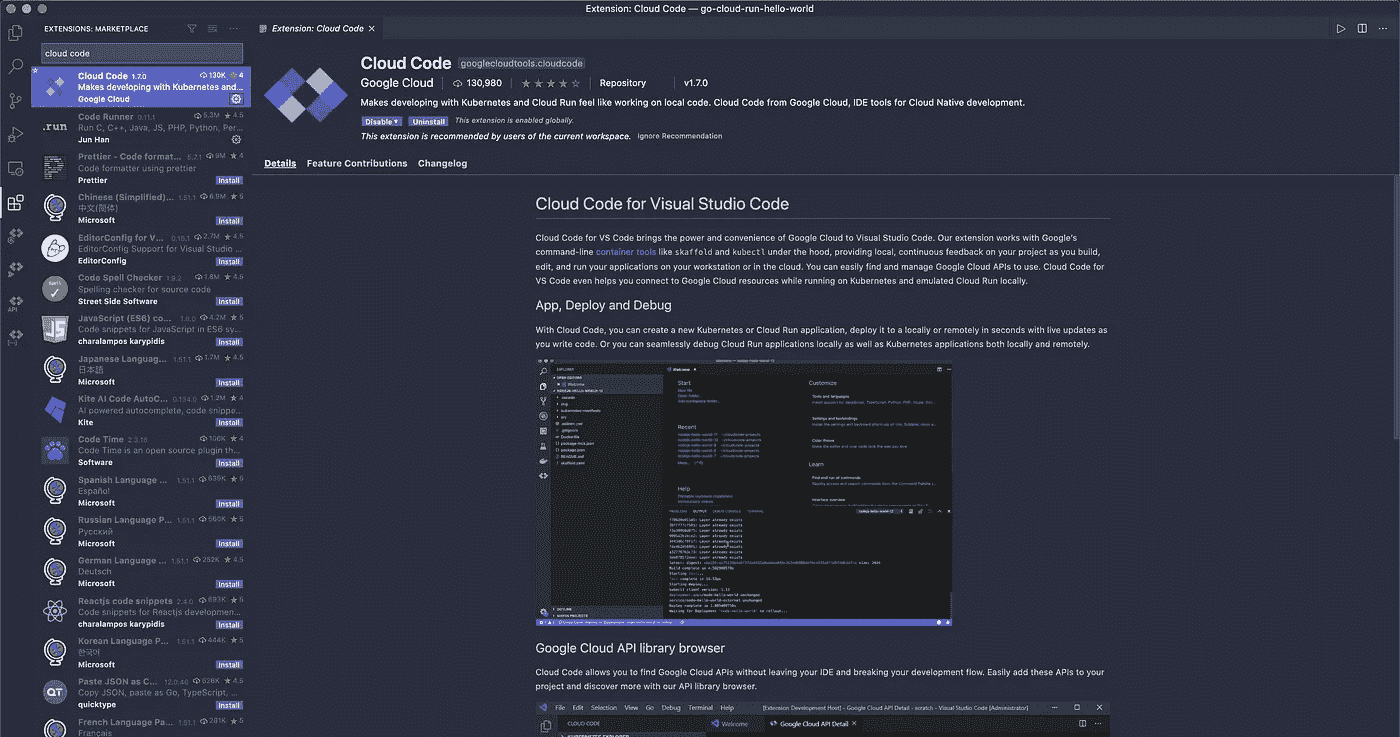 Extension: Cloud Code — go-cloud-run-hello-world
EXTENSIONS: MARKETPLACE
cloud code
Cloud Code 1.7.0 130K 4
Makes developing with Kubernetes and...
Google Cloud
Code Runner 0.11.1 5.3M 4.5
Run C, C++, Java, JS, PHP, Python, Per...
Jun Han
Prettier - Code format... 5.7.1 9M 4
Code formatter using prettier
Prettier Install
Chinese (Simplified)... 1.51.1 6.9M 5
中文(简体)
Microsoft Install
EditorConfig for V... 0.15.1 2.7M 4.5
EditorConfig Support for Visual Studio ...
EditorConfig Install
Code Spell Checker 1.9.2 1.8M 4.5
Spelling checker for source code
Street Side Software Install
JavaScript (ES6) co... 1.8.0 4.2M 5
Code snippets for JavaScript in ES6 sy...
charalampos karypidis Install
Japanese Languag... 1.51.1 1.7M 4.5
日本語
Microsoft Install
Kite AI Code AutoC... 0.134.0 1.2M 4
AI powered autocomplete, code snippe...
Kite Install
Code Time 2.3.16 106K 4
Code Time is an open source plugin th...
Software Install
Spanish Language ... 1.51.1 639K 5
Español
Microsoft Install
Russian Language P... 1.51.1 560K 5
Русский
Microsoft Install
German Language ... 1.51.1 252K 4.5
Deutsch
Microsoft Install
Reactjs code snippets 2.4.0 693K 5
Code snippets for Reactjs developmen...
charalampos karypidis Install
Korean Language P... 1.51.1 444K 5
한국어
Microsoft Install
Paste JSON as C... 12.0.46 526K 4.5
Copy JSON, paste as Go, TypeScript, ...
quicktype Install
French Language Pa... 1.51.1 281K 5
Français
Extension: Cloud Code
Cloud Code googlecloudtools.cloudcode
Google Cloud 130,980 Repository v1.7.0
Makes developing with Kubernetes and Cloud Run feel like working on local code. Cloud Code from Google Cloud, IDE tools for Cloud Native development.
Disable Uninstall This extension is enabled globally.
This extension is recommended by users of the current workspace. Ignore Recommendation
Details Feature Contributions Changelog
Cloud Code for Visual Studio Code
Cloud Code for VS Code brings the power and convenience of Google Cloud to Visual Studio Code. Our extension works with Google's
command-line container tools like skaffold and kubectl under the hood, providing local, continuous feedback on your project as you build,
edit, and run your applications on your workstation or in the cloud. You can easily find and manage Google Cloud APIs to use. Cloud Code for
VS Code even helps you connect to Google Cloud resources while running on Kubernetes and emulated Cloud Run locally.
App, Deploy and Debug
With Cloud Code, you can create a new Kubernetes or Cloud Run application, deploy it to a locally or remotely in seconds with live updates as
you write code. Or you can seamlessly debug Cloud Run applications locally as well as Kubernetes applications both locally and remotely.
EXPLORER
Welcome
Start
Customize
Recent
Learn
Help
Google Cloud API library browser
Cloud Code allows you to find Google Cloud APIs without leaving your IDE and breaking your development flow. Easily add these APIs to your
project and discover more with our API library browser.
File Edit Selection View Go Debug Terminal Help [Extension Development Host] - Google Cloud API Detail - scratch - Visual Studio Code [Administrator]
CLOUD CODE Welcome Google Cloud API Detail